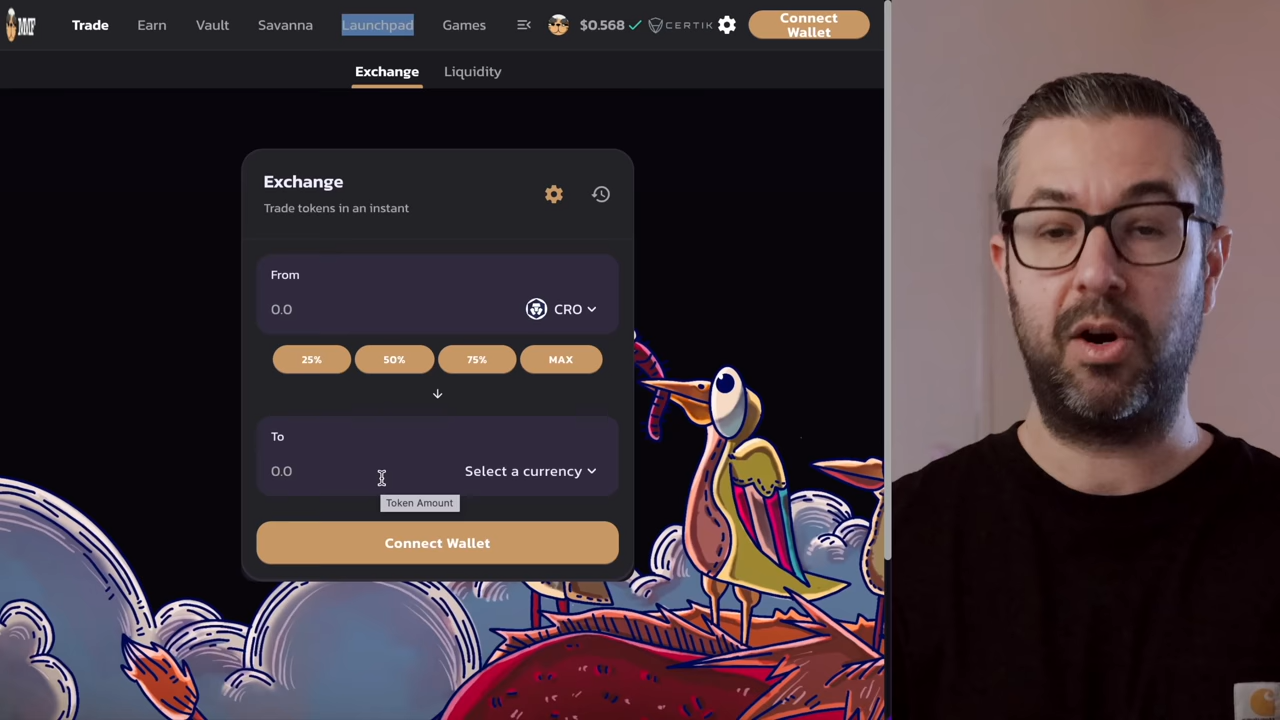 MMF
Trade
Earn
Vault
Savanna
Launchpad
Games
$0.568
CERTIK
Connect
Wallet
Exchange
Liquidity
Exchange
Trade tokens in an instant
From
0.0
CRO
25%
50%
75%
MAX
To
0.0
Select a currency
Token Amount
Connect Wallet